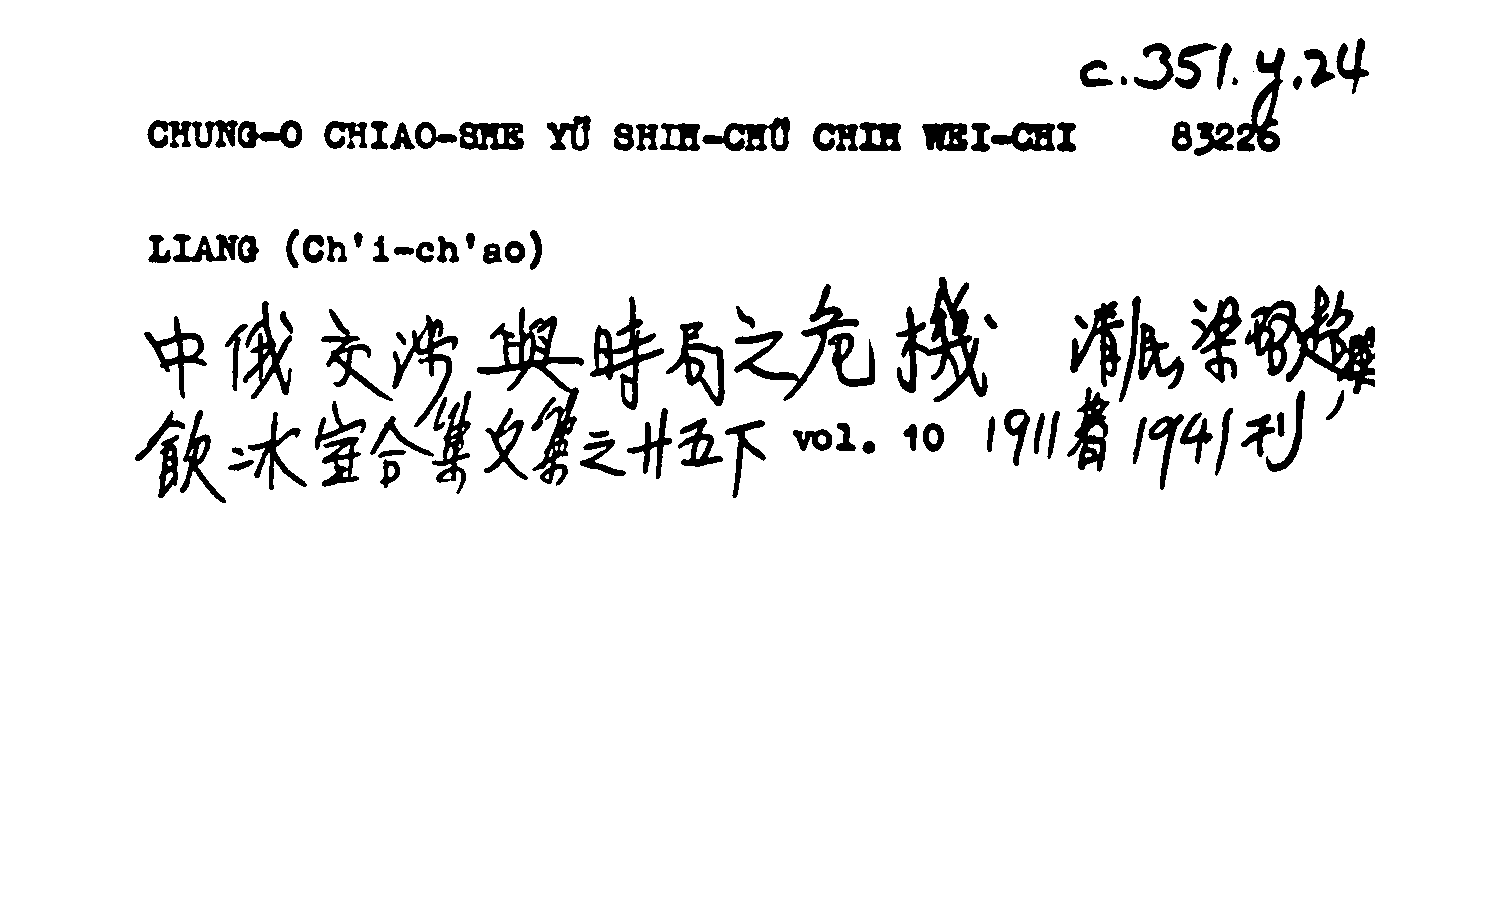 c.351.y.24
CHUNG-O CHIAO-SHE YÜ SHIH-CHÜ CHIH WEI-CHI 83226
LIANG (Ch'i-ch'ao)
中俄交涉與時局之危機 清民梁啓超撰
飲冰室合集文集之廿五下 vol. 10 1911著 1941刊,